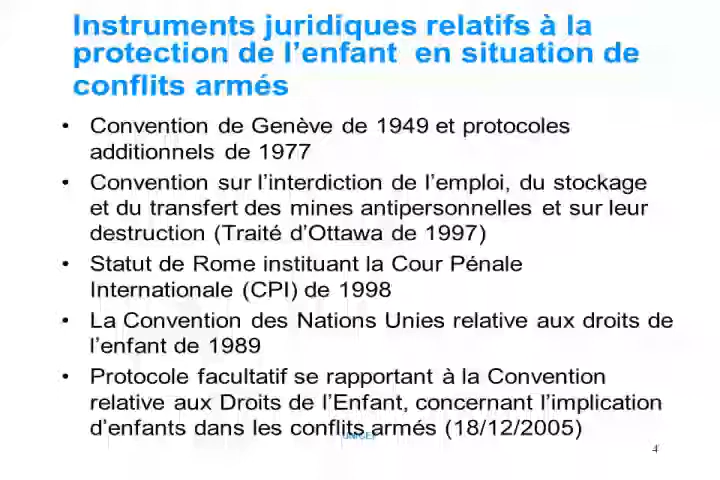 Instruments juridiques relatifs à la
protection de l’enfant en situation de
conflits armés
• Convention de Genève de 1949 et protocoles
additionnels de 1977
• Convention sur l’interdiction de l’emploi, du stockage
et du transfert des mines antipersonnelles et sur leur
destruction (Traité d’Ottawa de 1997)
• Statut de Rome instituant la Cour Pénale
Internationale (CPI) de 1998
• La Convention des Nations Unies relative aux droits de
l’enfant de 1989
• Protocole facultatif se rapportant à la Convention
relative aux Droits de l’Enfant, concernant l’implication
d’enfants dans les conflits armés (18/12/2005)
UNICEF
4